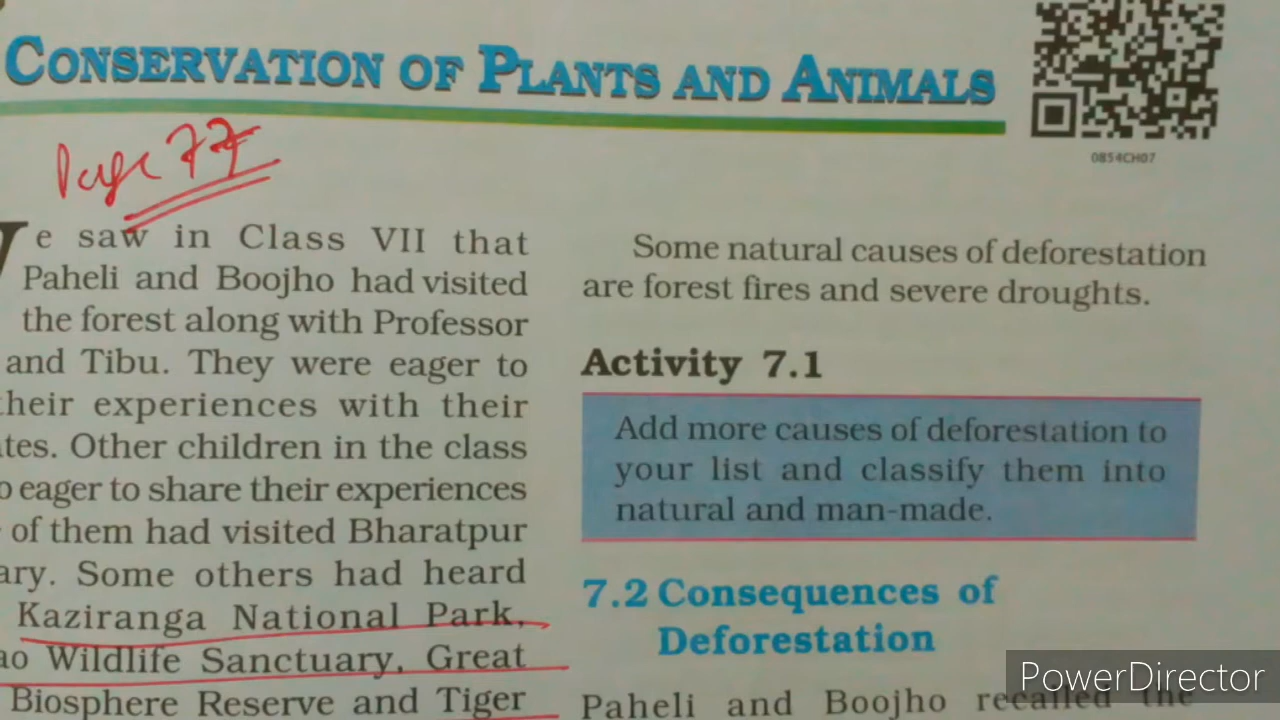 CONSERVATION OF PLANTS AND ANIMALS
0854CH07
Page 77
e saw in Class VII that
Paheli and Boojho had visited
the forest along with Professor
and Tibu. They were eager to
their experiences with their
tes. Other children in the class
o eager to share their experiences
of them had visited Bharatpur
ary. Some others had heard
Kaziranga National Park,
ao Wildlife Sanctuary, Great
Biosphere Reserve and Tiger
Some natural causes of deforestation
are forest fires and severe droughts.
Activity 7.1
Add more causes of deforestation to
your list and classify them into
natural and man-made.
7.2 Consequences of
Deforestation
Paheli and Boojho recalled the
PowerDirector